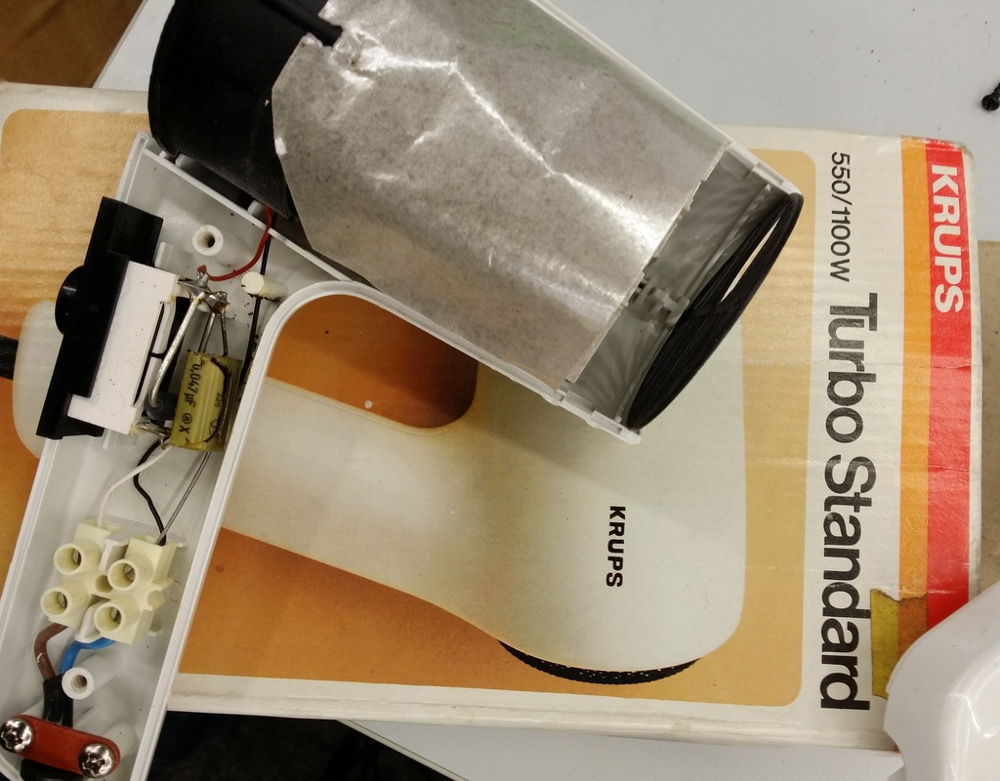 KRUPS
550/1100W Turbo Standard
KRUPS
0,047µF
X